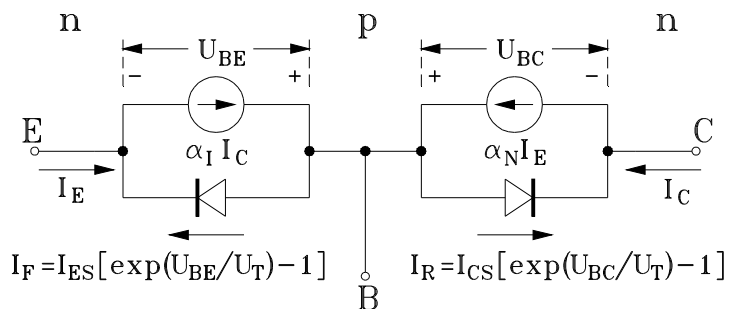 n p n
U_BE U_BC
− + + −
E C
α_I I_C α_N I_E
I_E I_C
I_F =I_ES[exp(U_BE/U_T)−1] I_R=I_CS[exp(U_BC/U_T)−1]
B